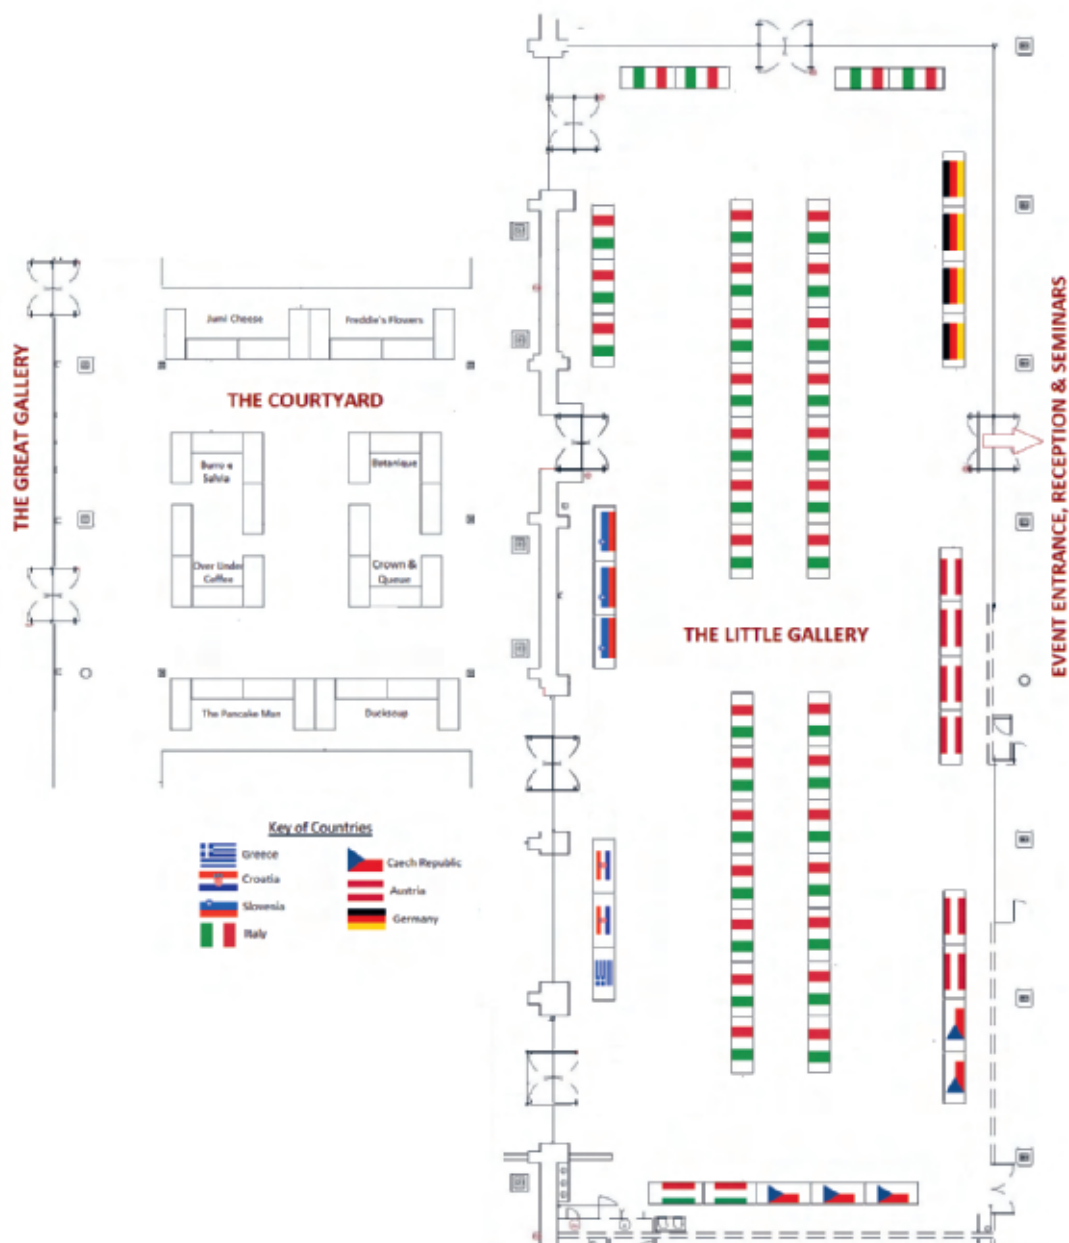 Jumi Cheese
Freddie's Flowers
THE GREAT GALLERY
THE COURTYARD
Burro e
Salvia
Botanique
Over Under
Coffee
Crown &
Queue
The Pancake Man
Ducksoup
THE LITTLE GALLERY
EVENT ENTRANCE, RECEPTION & SEMINARS
Key of Countries
Greece
Croatia
Slovenia
Italy
Czech Republic
Austria
Germany